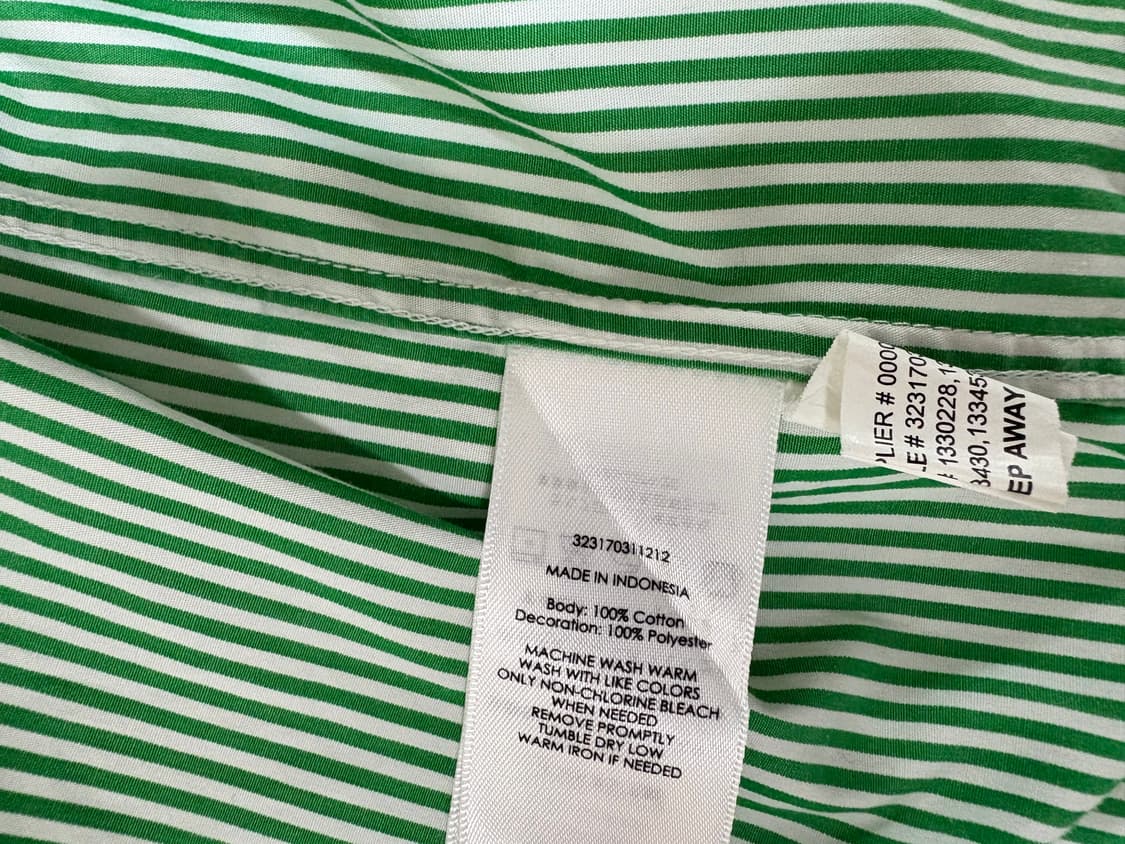 323170311212
MADE IN INDONESIA
Body: 100% Cotton
Decoration: 100% Polyester
MACHINE WASH WARM
WASH WITH LIKE COLORS
ONLY NON-CHLORINE BLEACH
WHEN NEEDED
REMOVE PROMPTLY
TUMBLE DRY LOW
WARM IRON IF NEEDED
LIER # 000
E# 323170
1330228, 1
3430,13345
EP AWAY